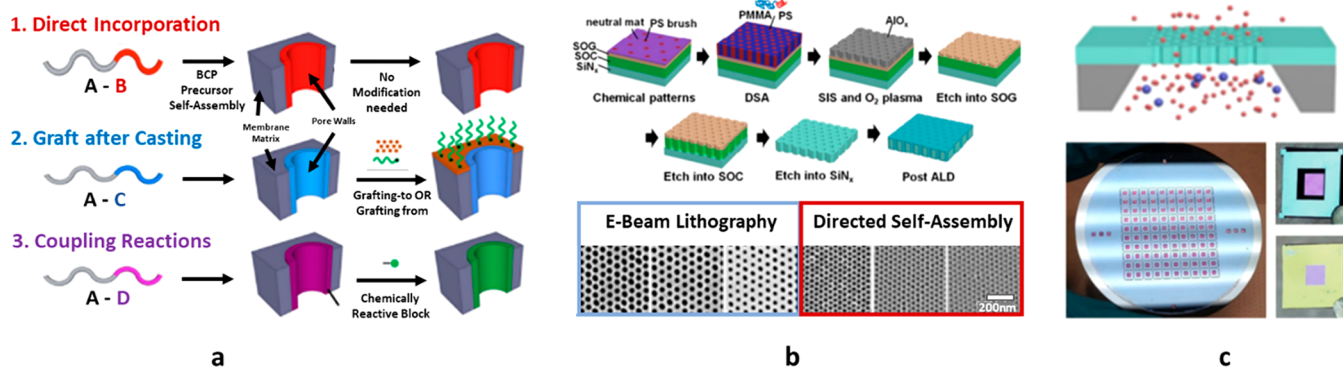 1. Direct Incorporation
A - B
BCP
Precursor
Self-Assembly
No
Modification
needed
Membrane
Matrix
Pore Walls
2. Graft after Casting
A - C
Grafting-to OR
Grafting from
3. Coupling Reactions
A - D
Chemically
Reactive Block
a
neutral mat PS brush
SOG
SOC
SiNx
Chemical patterns
PMMA PS
DSA
AlOx
SIS and O2 plasma
Etch into SOG
Etch into SOC
Etch into SiNx
Post ALD
E-Beam Lithography
Directed Self-Assembly
200nm
b
c